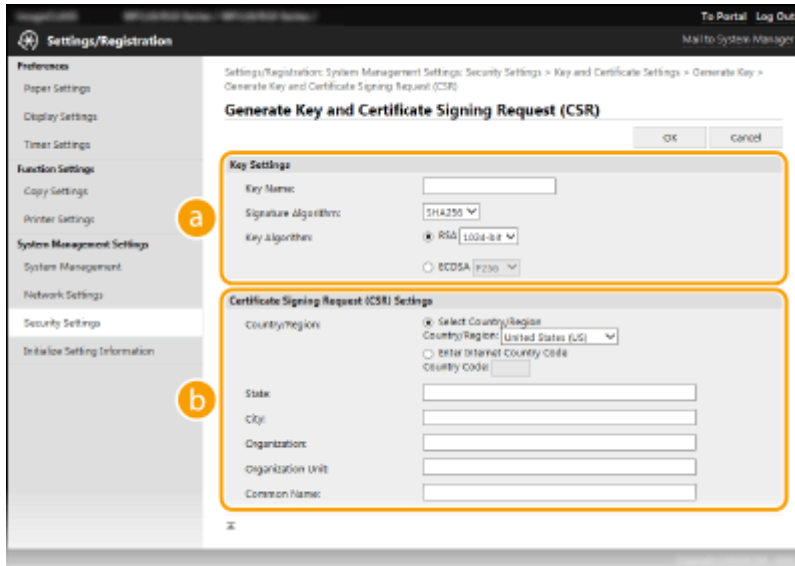 To Portal Log Out
Settings/Registration
Mail to System Manager
Preferences
Paper Settings
Display Settings
Timer Settings
Function Settings
Copy Settings
Printer Settings
System Management Settings
System Management
Network Settings
Security Settings
Initialize Setting Information
Settings/Registration: System Management Settings: Security Settings > Key and Certificate Settings > Generate Key >
Generate Key and Certificate Signing Request (CSR)
Generate Key and Certificate Signing Request (CSR)
OK Cancel
a
Key Settings
Key Name:
Signature Algorithm: SHA256
Key Algorithm: RSA 1024-bit
ECDSA P256
b
Certificate Signing Request (CSR) Settings
Country/Region: Select Country/Region
Country/Region: United States (US)
Enter Internet Country Code
Country Code:
State:
City:
Organization:
Organization Unit:
Common Name: